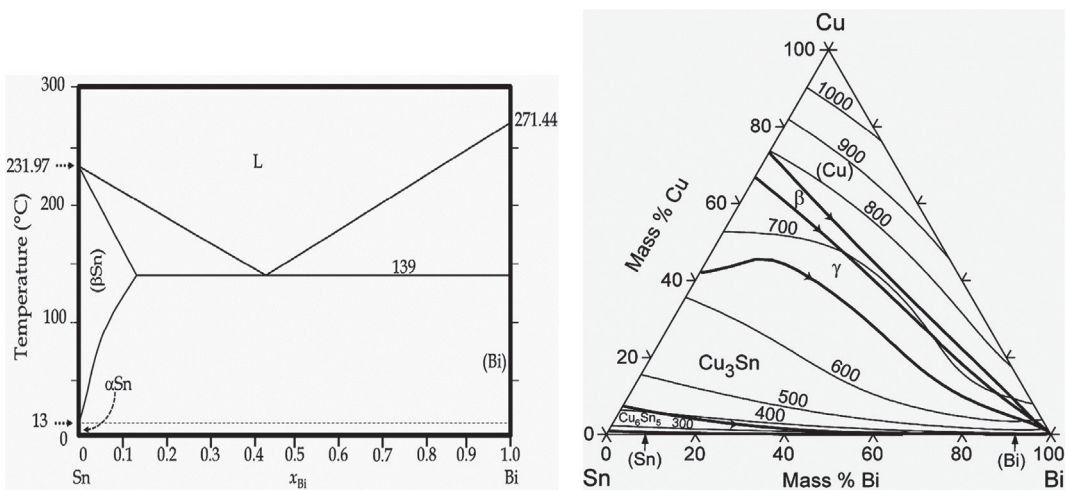 300
271.44
231.97
L
200
Temperature (°C)
(βSn)
139
100
(Bi)
αSn
13
0
0 0.1 0.2 0.3 0.4 0.5 0.6 0.7 0.8 0.9 1.0
Sn xBi Bi
Cu
100
1000
80
900
(Cu)
60
β
800
700
Mass % Cu
γ
40
20
Cu3Sn
600
500
400
Cu6Sn5
300
0
0 20 40 60 80 100
(Sn) (Bi)
Sn Mass % Bi Bi